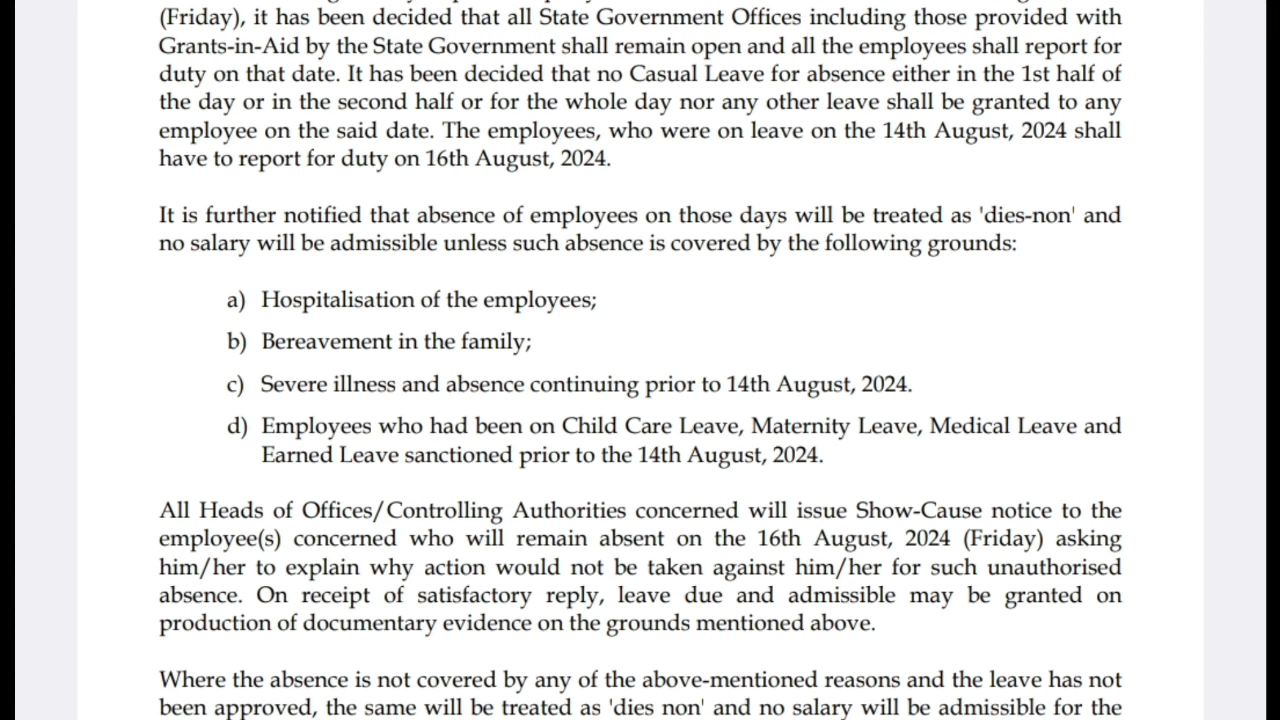 (Friday), it has been decided that all State Government Offices including those provided with
Grants-in-Aid by the State Government shall remain open and all the employees shall report for
duty on that date. It has been decided that no Casual Leave for absence either in the 1st half of
the day or in the second half or for the whole day nor any other leave shall be granted to any
employee on the said date. The employees, who were on leave on the 14th August, 2024 shall
have to report for duty on 16th August, 2024.
It is further notified that absence of employees on those days will be treated as 'dies-non' and
no salary will be admissible unless such absence is covered by the following grounds:
a) Hospitalisation of the employees;
b) Bereavement in the family;
c) Severe illness and absence continuing prior to 14th August, 2024.
d) Employees who had been on Child Care Leave, Maternity Leave, Medical Leave and
Earned Leave sanctioned prior to the 14th August, 2024.
All Heads of Offices/Controlling Authorities concerned will issue Show-Cause notice to the
employee(s) concerned who will remain absent on the 16th August, 2024 (Friday) asking
him/her to explain why action would not be taken against him/her for such unauthorised
absence. On receipt of satisfactory reply, leave due and admissible may be granted on
production of documentary evidence on the grounds mentioned above.
Where the absence is not covered by any of the above-mentioned reasons and the leave has not
been approved, the same will be treated as 'dies non' and no salary will be admissible for the